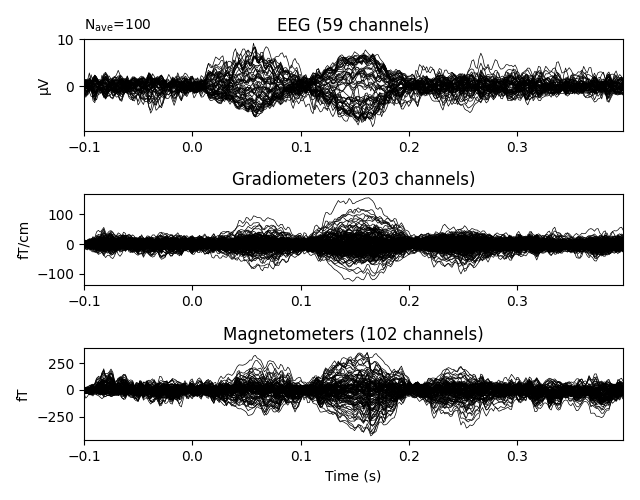 Nave=100
EEG (59 channels)
10
0
µV
−0.1 0.0 0.1 0.2 0.3
Gradiometers (203 channels)
100
0
−100
fT/cm
−0.1 0.0 0.1 0.2 0.3
Magnetometers (102 channels)
250
0
−250
fT
−0.1 0.0 0.1 0.2 0.3
Time (s)